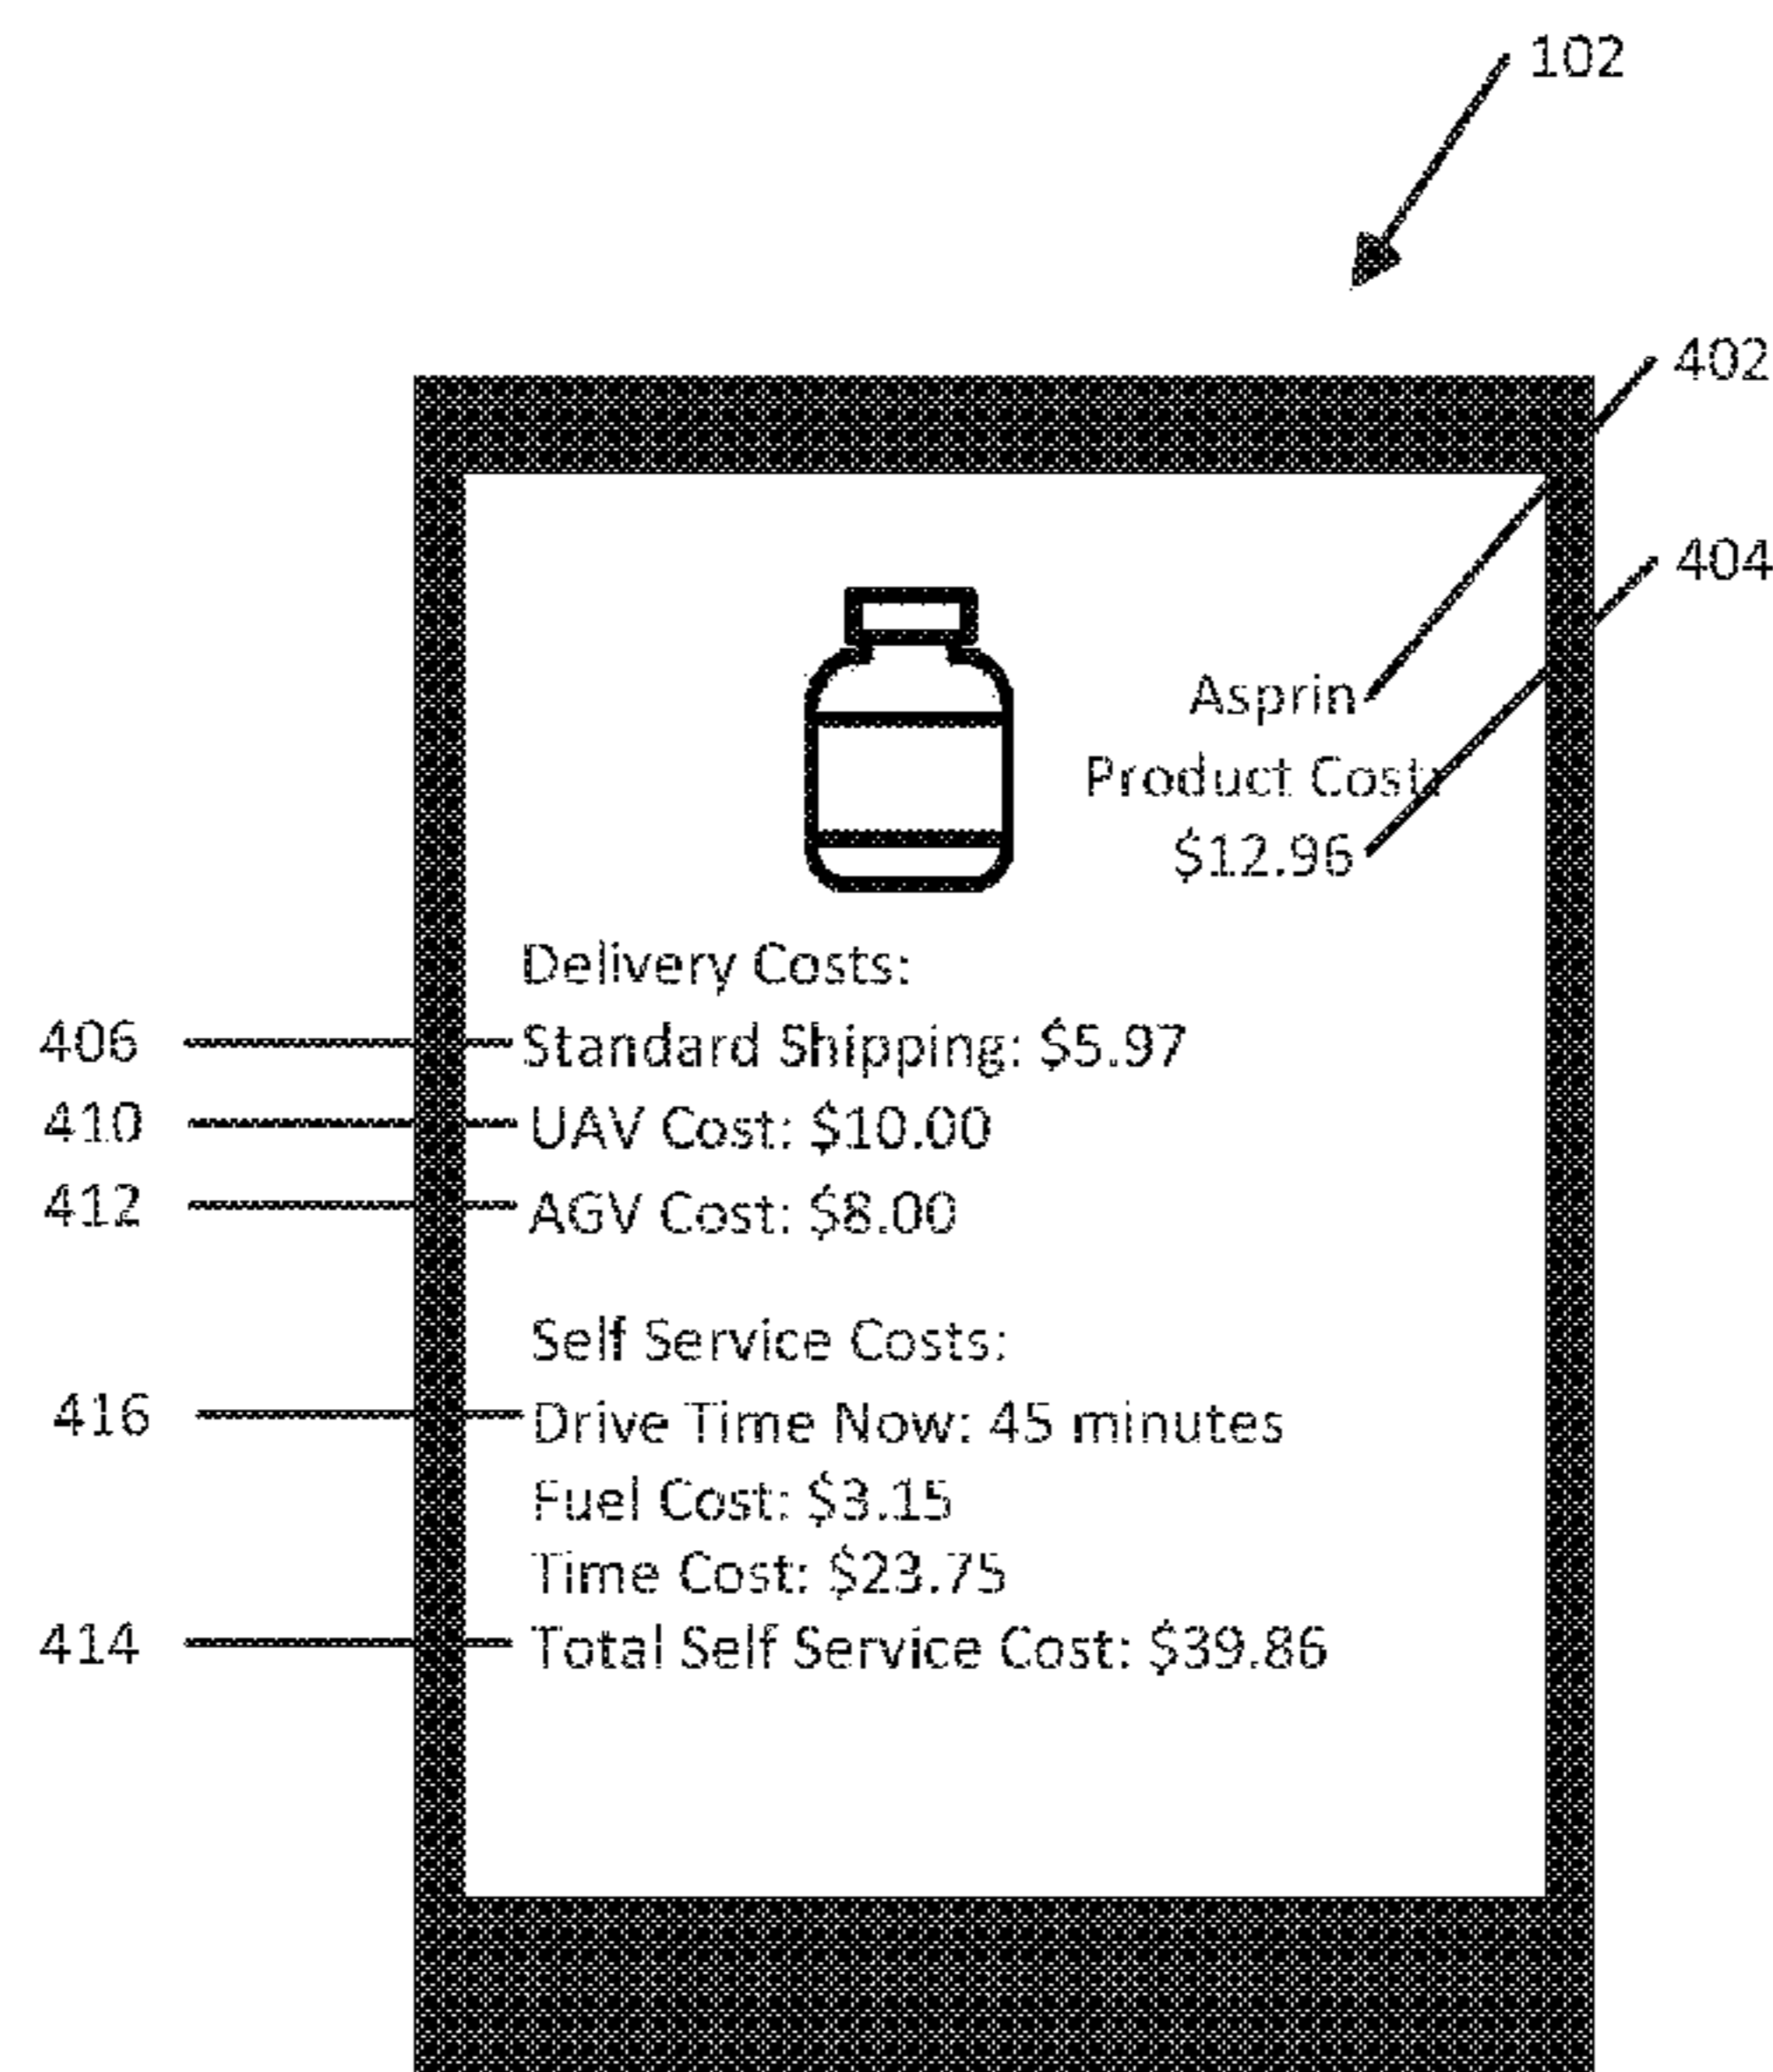 102
402
404
Asprin
Product Cost:
$12.96
Delivery Costs:
406 Standard Shipping: $5.97
410 UAV Cost: $10.00
412 AGV Cost: $8.00
Self Service Costs:
416 Drive Time Now: 45 minutes
Fuel Cost: $3.15
Time Cost: $23.75
414 Total Self Service Cost: $39.86